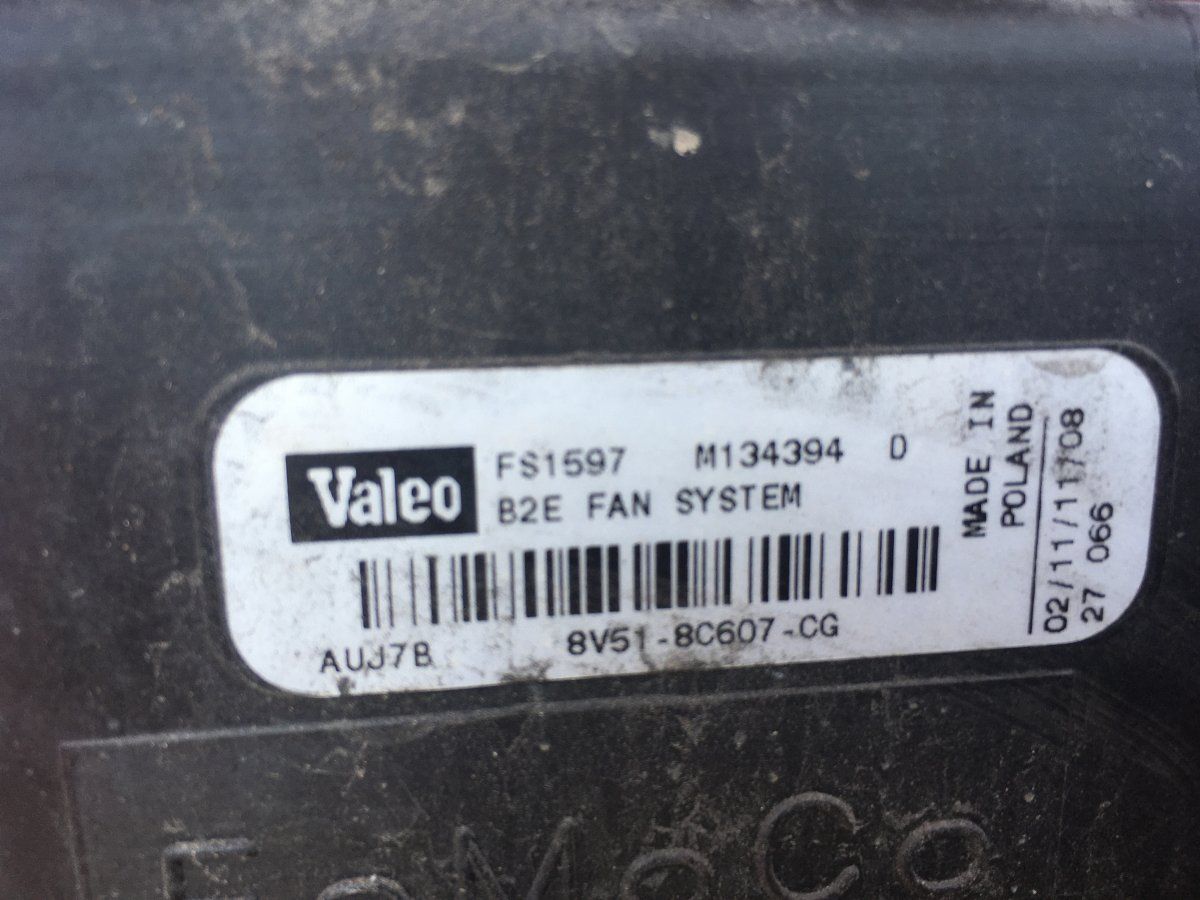 Valeo
FS1597 M134394 D
B2E FAN SYSTEM
AUJ7B
8V51-8C607-CG
MADE IN
POLAND
02/11/11/08
27 066
FoMoCo